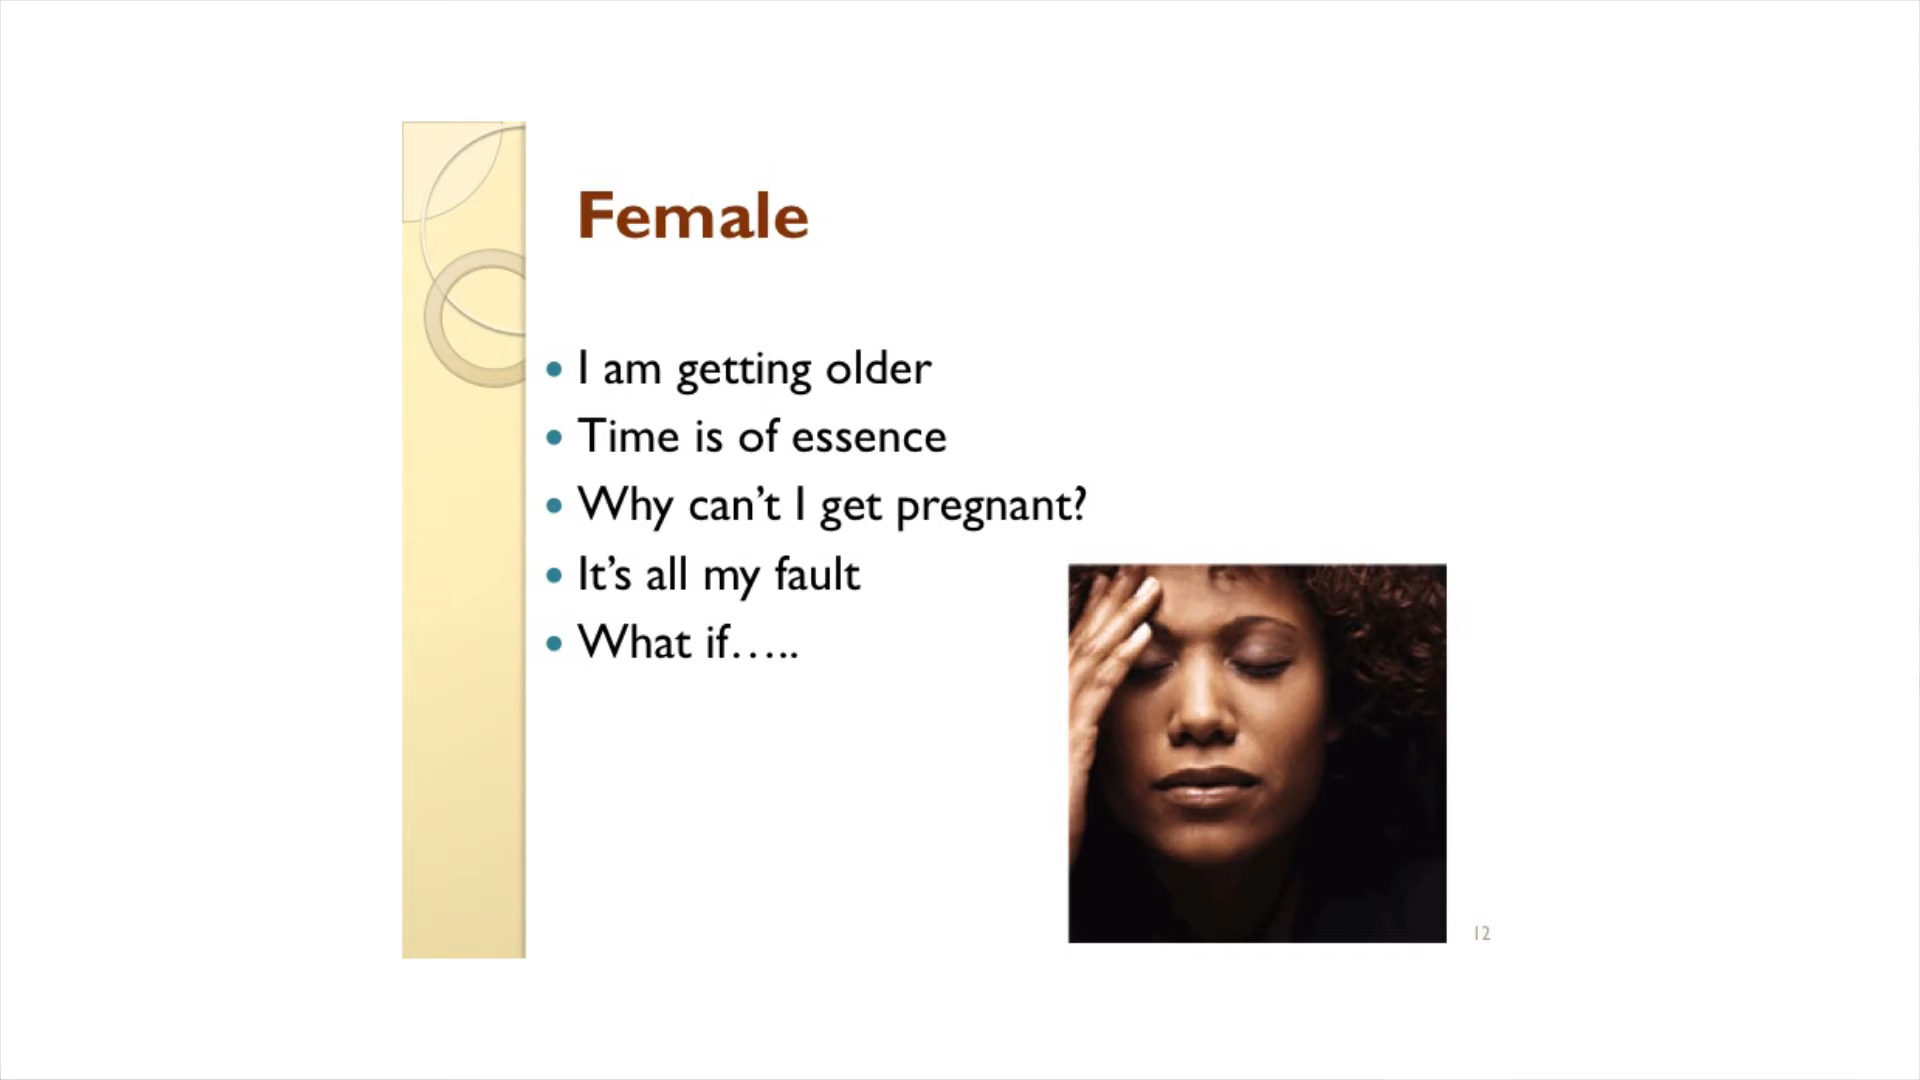 Female
• I am getting older
• Time is of essence
• Why can’t I get pregnant?
• It’s all my fault
• What if…..
12